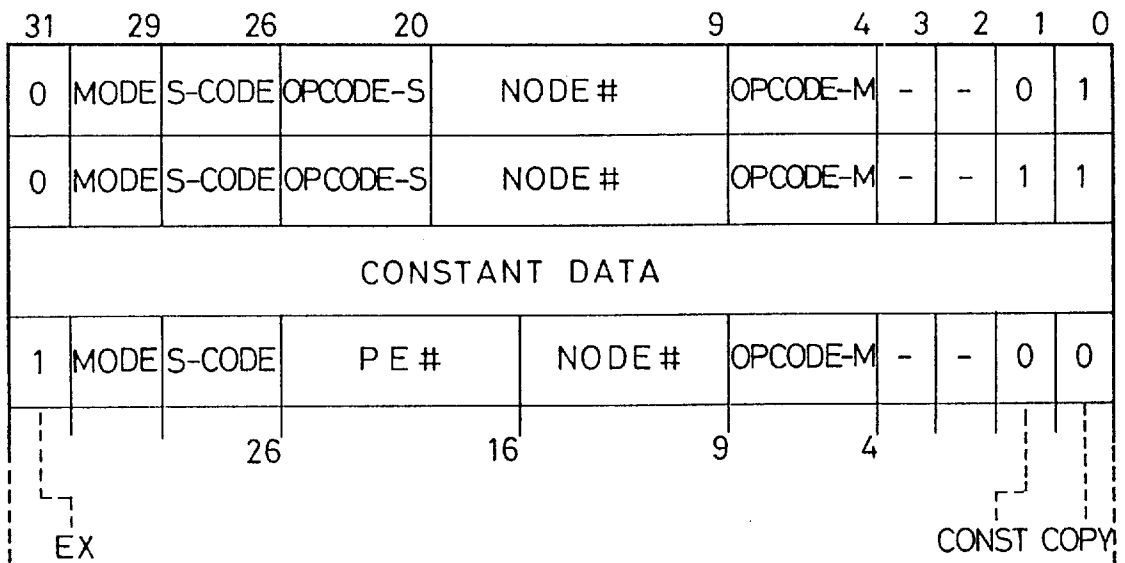 31 29 26 20 9 4 3 2 1 0
0 MODE S-CODE OPCODE-S NODE# OPCODE-M - - 0 1
0 MODE S-CODE OPCODE-S NODE# OPCODE-M - - 1 1
CONSTANT DATA
1 MODE S-CODE PE# NODE# OPCODE-M - - 0 0
26 16 9 4
EX CONST COPY